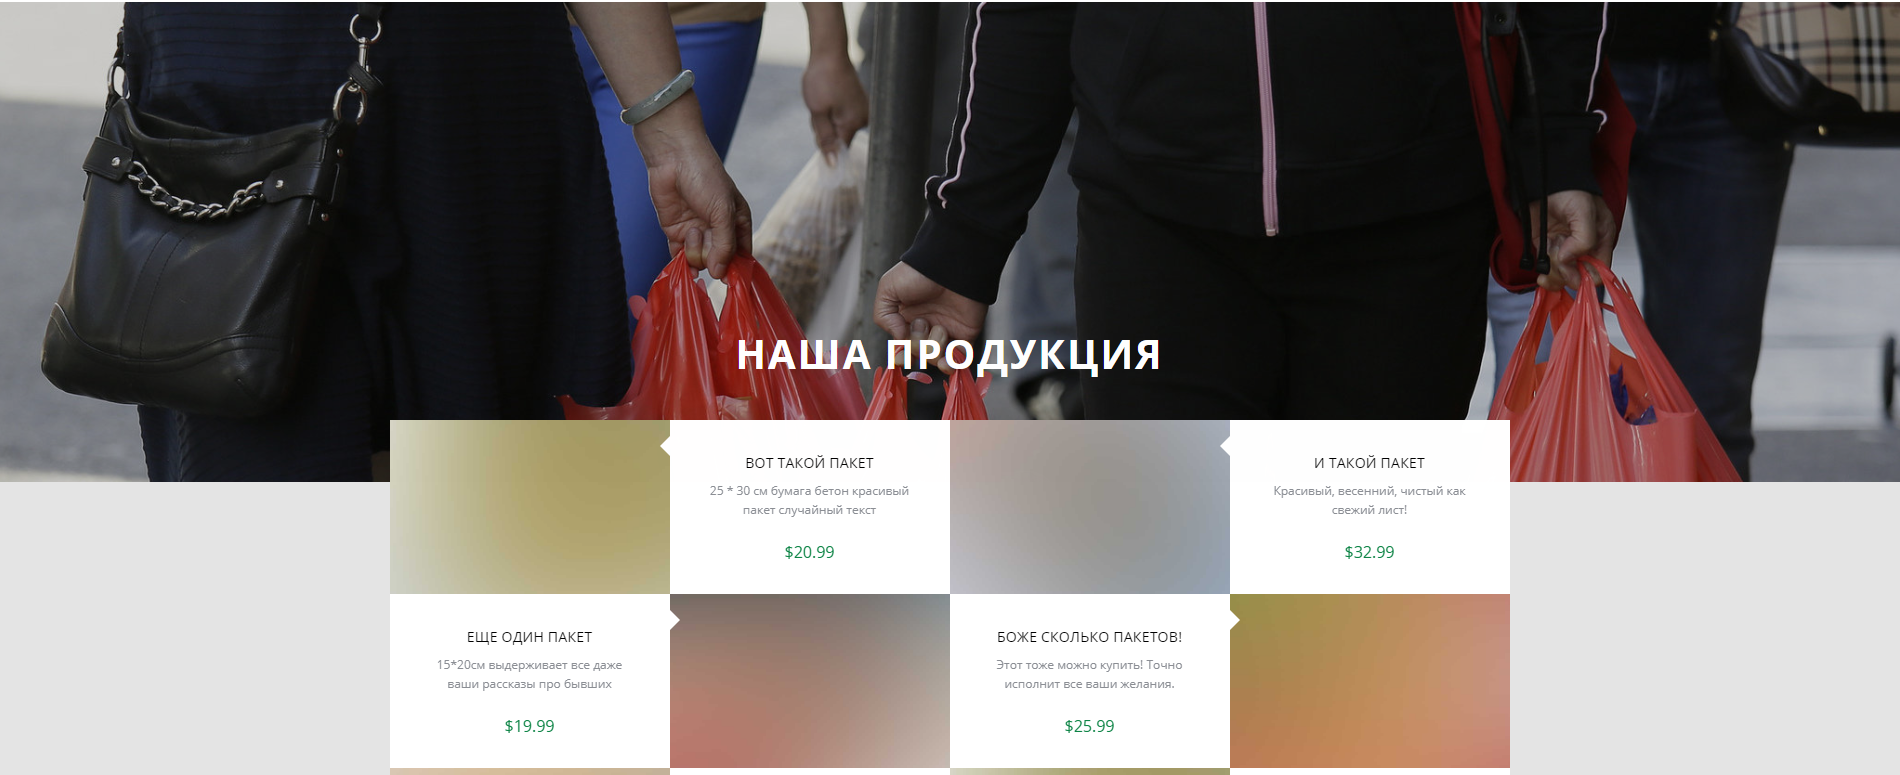 НАША ПРОДУКЦИЯ
ВОТ ТАКОЙ ПАКЕТ
25 * 30 см бумага бетон красивый
пакет случайный текст
$20.99
И ТАКОЙ ПАКЕТ
Красивый, весенний, чистый как
свежий лист!
$32.99
ЕЩЕ ОДИН ПАКЕТ
15*20см выдерживает все даже
ваши рассказы про бывших
$19.99
БОЖЕ СКОЛЬКО ПАКЕТОВ!
Этот тоже можно купить! Точно
исполнит все ваши желания.
$25.99